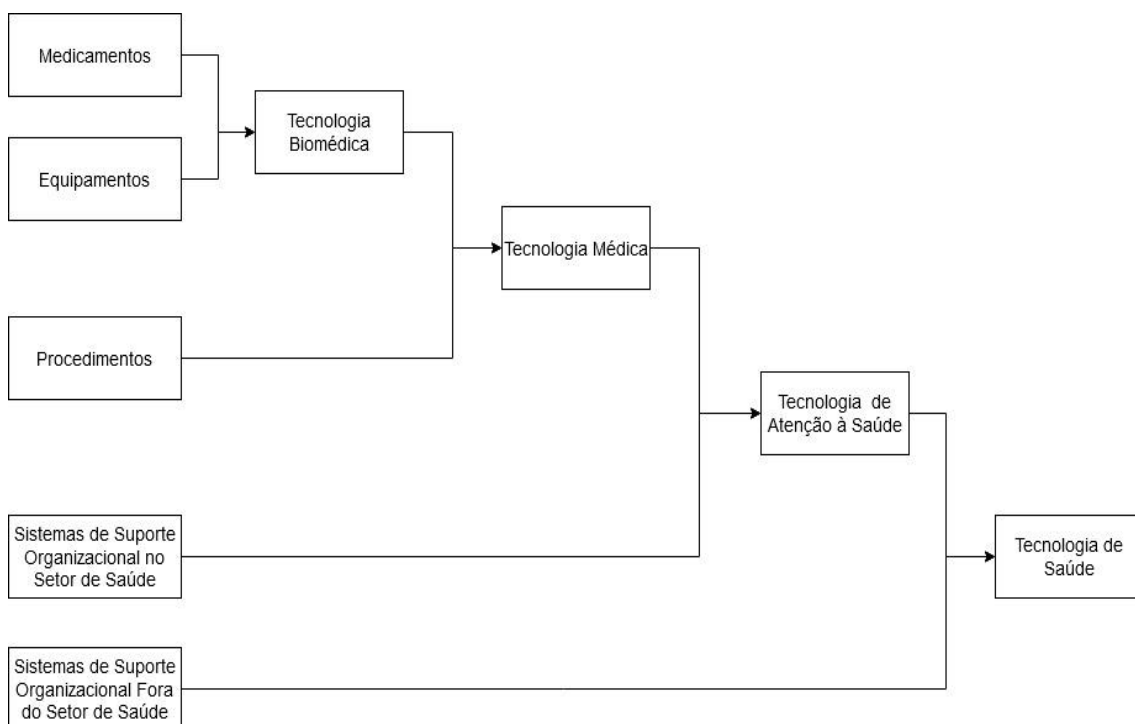 Medicamentos
Tecnologia
Biomédica
Equipamentos
Tecnologia Médica
Procedimentos
Tecnologia de
Atenção à Saúde
Sistemas de Suporte
Organizacional no
Setor de Saúde
Tecnologia de
Saúde
Sistemas de Suporte
Organizacional Fora
do Setor de Saúde